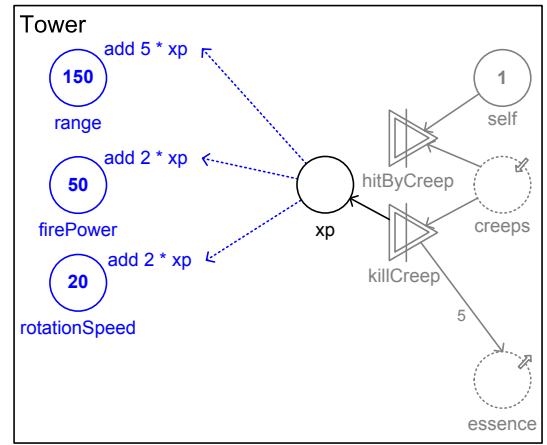 Tower
add 5 * xp
150
range
add 2 * xp
50
firePower
add 2 * xp
20
rotationSpeed
xp
1
self
hitByCreep
creeps
killCreep
5
essence